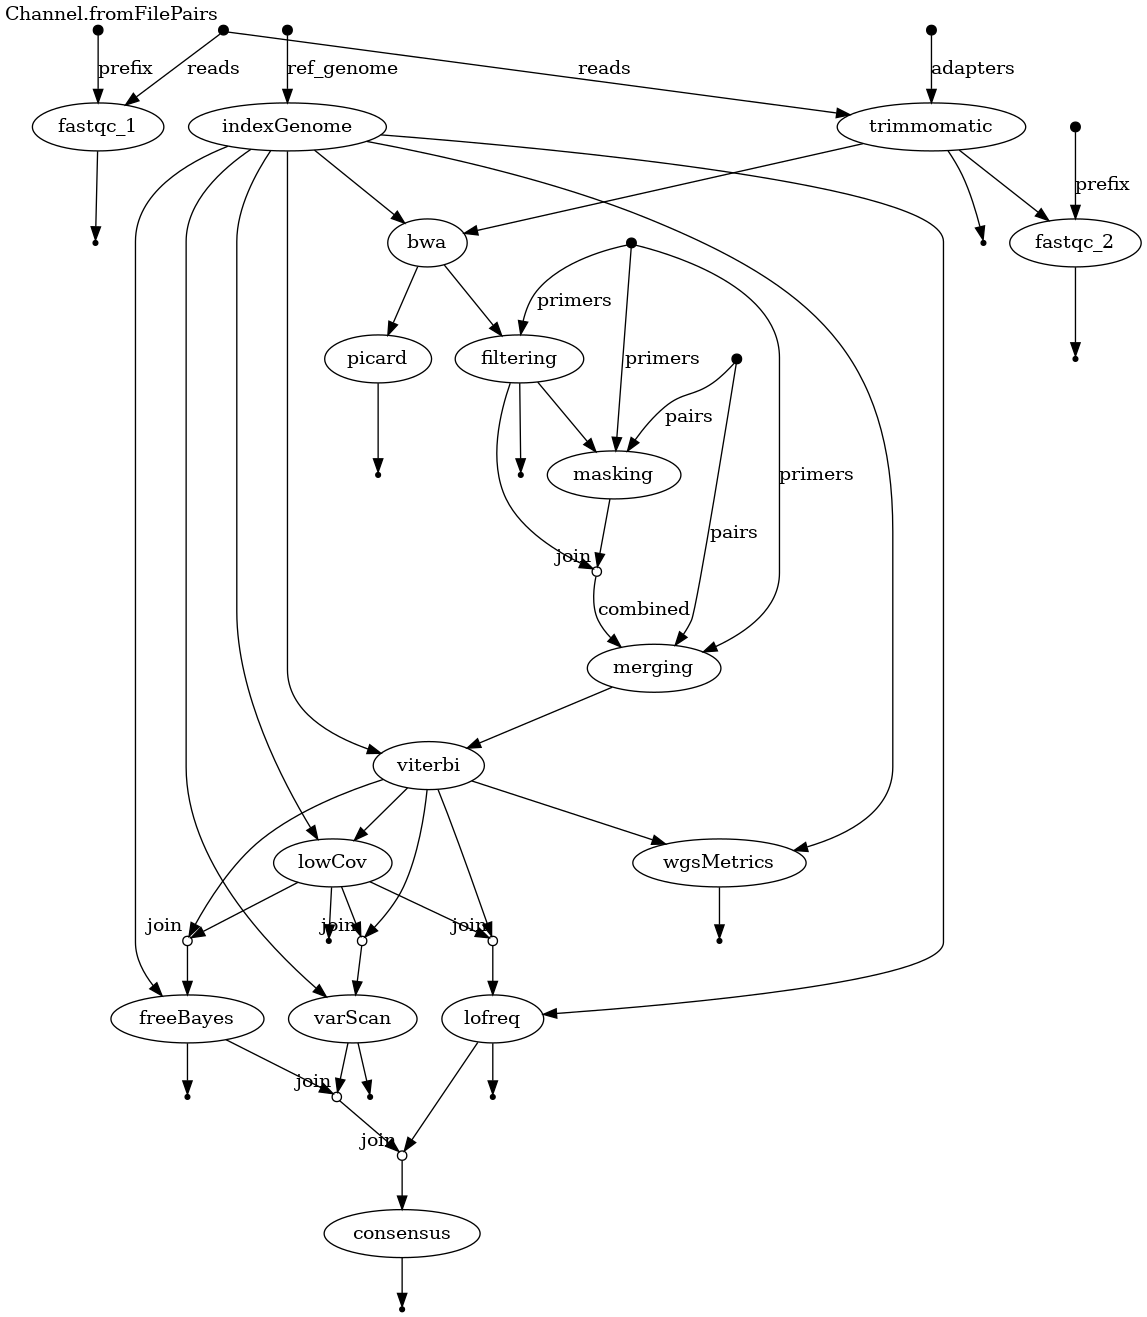 Channel.fromFilePairs
prefix
reads
ref_genome
reads
adapters
fastqc_1
indexGenome
trimmomatic
prefix
bwa
fastqc_2
primers
picard
filtering
primers
pairs
masking
primers
pairs
join
combined
merging
viterbi
lowCov
wgsMetrics
join
join
join
freeBayes
varScan
lofreq
join
join
consensus